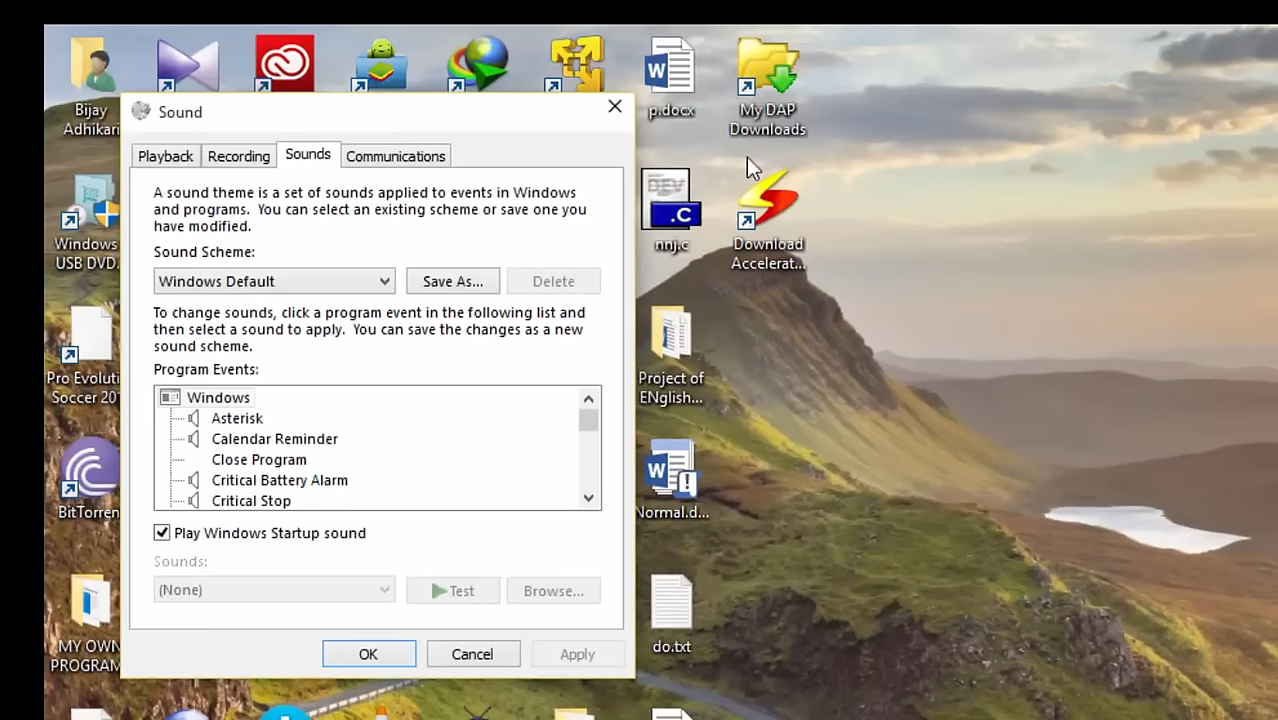 Bijay
Adhikari
p.docx
My DAP
Downloads
Sound
Playback
Recording
Sounds
Communications
A sound theme is a set of sounds applied to events in Windows
and programs. You can select an existing scheme or save one you
have modified.
Sound Scheme:
Windows Default
Save As...
Delete
To change sounds, click a program event in the following list and
then select a sound to apply. You can save the changes as a new
sound scheme.
Program Events:
Windows
Asterisk
Calendar Reminder
Close Program
Critical Battery Alarm
Critical Stop
Play Windows Startup sound
Sounds:
(None)
Test
Browse...
OK
Cancel
Apply
Windows
USB DVD
Pro Evoluti
Soccer 20
BitTorren
MY OWN
PROGRAM
.C
nnj.c
Download
Accelerat...
Project of
ENglish...
Normal.d...
do.txt